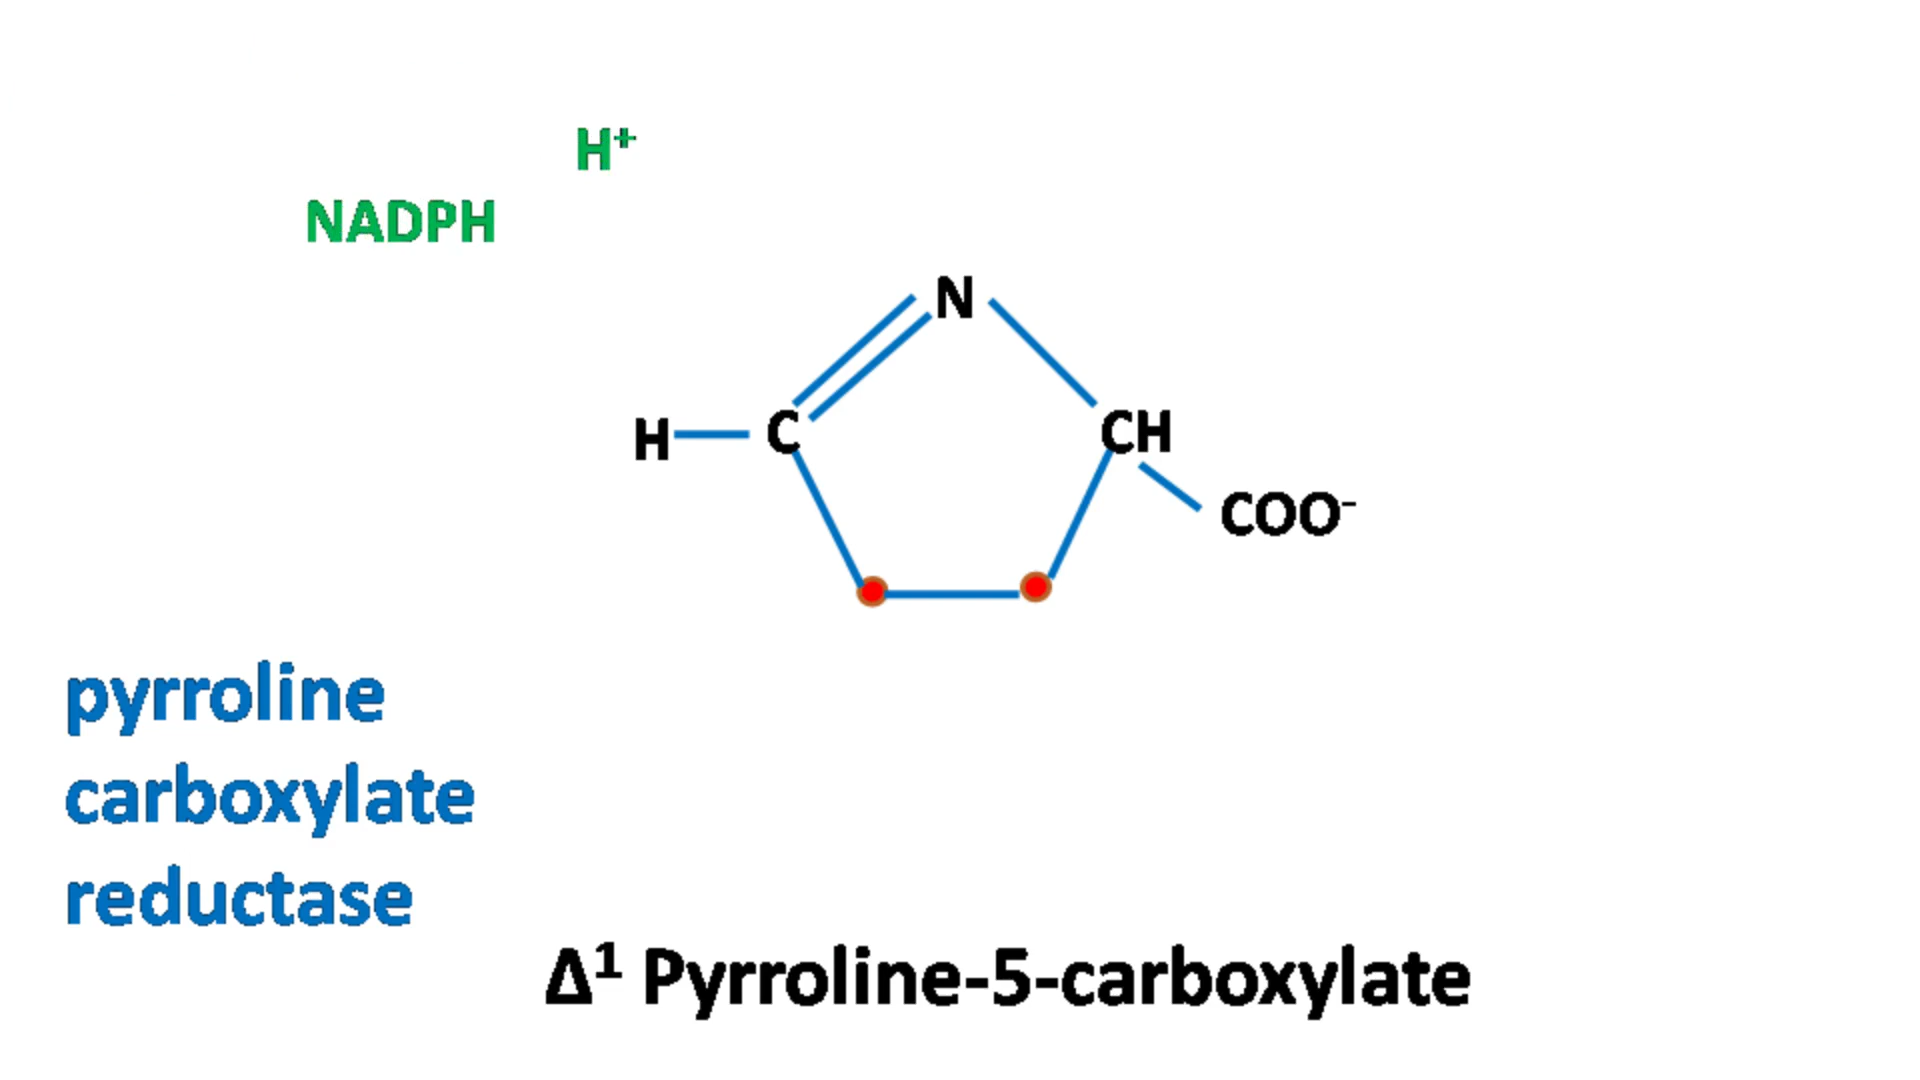 H⁺
NADPH
N
H
C
CH
COO⁻
pyrroline
carboxylate
reductase
Δ¹ Pyrroline-5-carboxylate